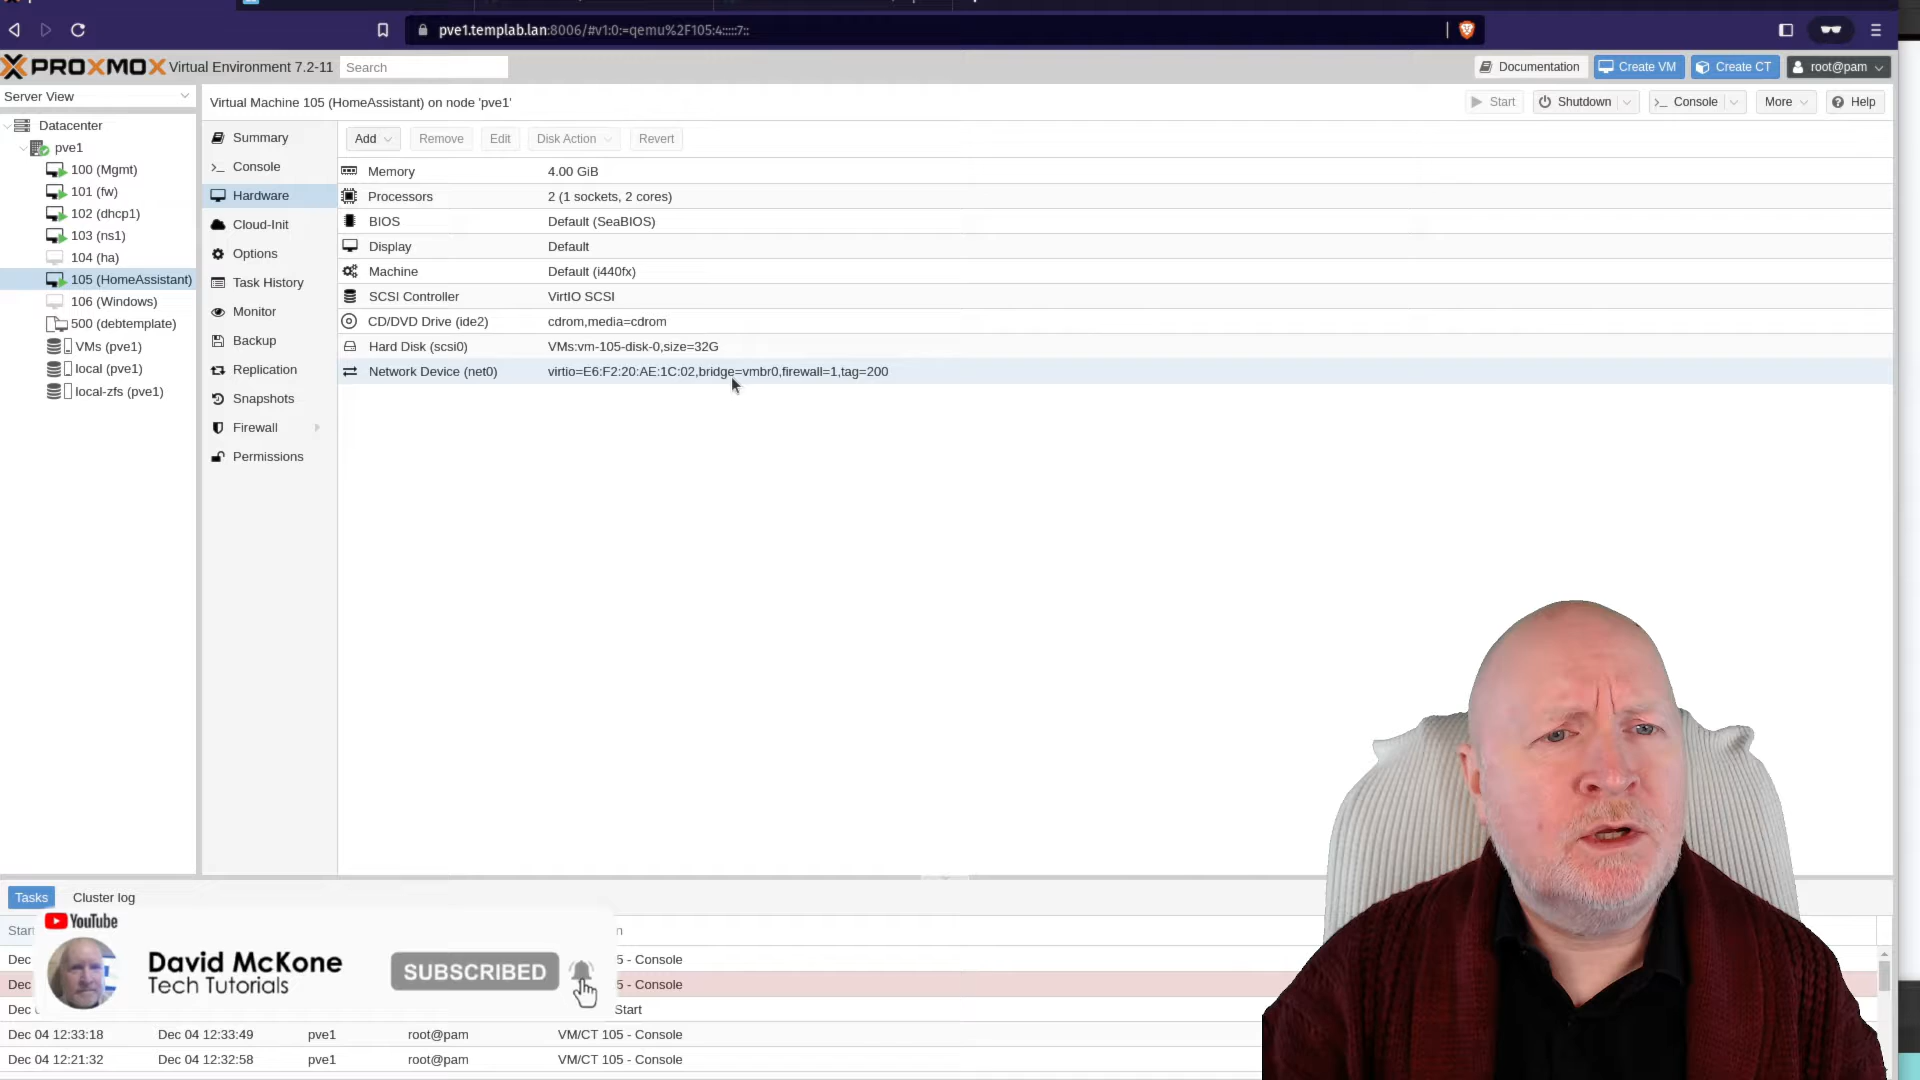 pve1.templab.lan:8006/#v1:0:=qemu%2F105:4:::::7::
PROXMOX Virtual Environment 7.2-11
Search
Documentation
Create VM
Create CT
root@pam
Server View
Virtual Machine 105 (HomeAssistant) on node 'pve1'
Start
Shutdown
Console
More
Help
Datacenter
pve1
100 (Mgmt)
101 (fw)
102 (dhcp1)
103 (ns1)
104 (ha)
105 (HomeAssistant)
106 (Windows)
500 (debtemplate)
VMs (pve1)
local (pve1)
local-zfs (pve1)
Summary
Console
Hardware
Cloud-Init
Options
Task History
Monitor
Backup
Replication
Snapshots
Firewall
Permissions
Add
Remove
Edit
Disk Action
Revert
Memory 4.00 GiB
Processors 2 (1 sockets, 2 cores)
BIOS Default (SeaBIOS)
Display Default
Machine Default (i440fx)
SCSI Controller VirtIO SCSI
CD/DVD Drive (ide2) cdrom,media=cdrom
Hard Disk (scsi0) VMs:vm-105-disk-0,size=32G
Network Device (net0) virtio=E6:F2:20:AE:1C:02,bridge=vmbr0,firewall=1,tag=200
Tasks
Cluster log
YouTube
David McKone
Tech Tutorials
SUBSCRIBED
Dec 5 - Console
Dec 5 - Console
Dec Start
Dec 04 12:33:18 Dec 04 12:33:49 pve1 root@pam VM/CT 105 - Console
Dec 04 12:21:32 Dec 04 12:32:58 pve1 root@pam VM/CT 105 - Console